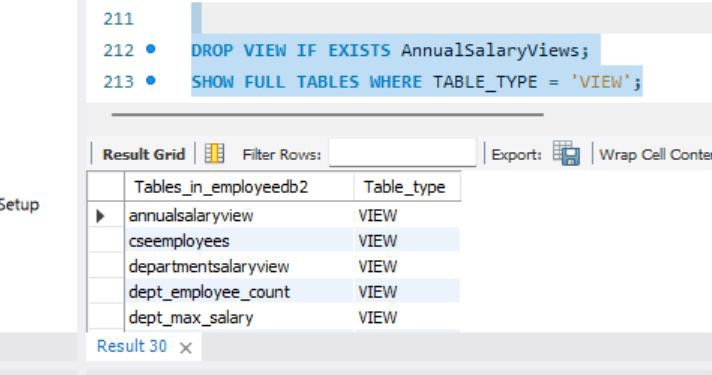 211
212 DROP VIEW IF EXISTS AnnualSalaryViews;
213 SHOW FULL TABLES WHERE TABLE_TYPE = 'VIEW';
Result Grid Filter Rows: Export: Wrap Cell Conte
Tables_in_employeedb2 Table_type
Setup
annualsalaryview VIEW
cseemployees VIEW
departmentsalaryview VIEW
dept_employee_count VIEW
dept_max_salary VIEW
Result 30 ×